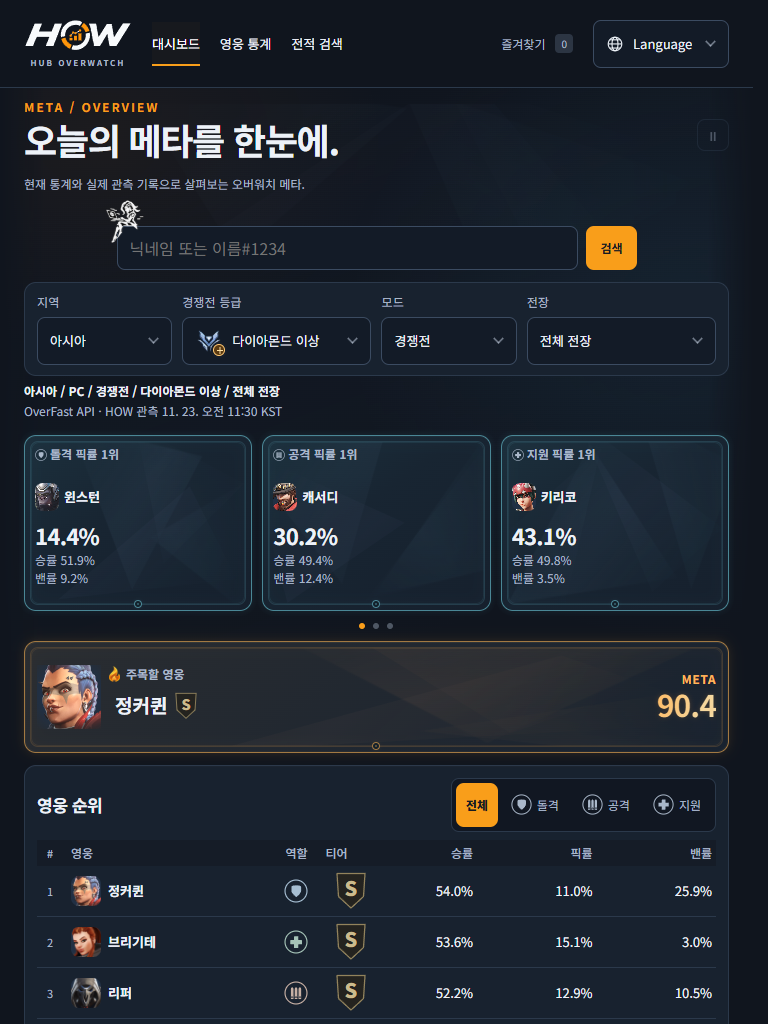 HOW
HUB OVERWATCH
대시보드 영웅 통계 전적 검색 즐겨찾기 0 Language
META / OVERVIEW
오늘의 메타를 한눈에.
현재 통계와 실제 관측 기록으로 살펴보는 오버워치 메타.
닉네임 또는 이름#1234 검색
지역 경쟁전 등급 모드 전장
아시아 다이아몬드 이상 경쟁전 전체 전장
아시아 / PC / 경쟁전 / 다이아몬드 이상 / 전체 전장
OverFast API · HOW 관측 11. 23. 오전 11:30 KST
돌격 픽률 1위
윈스턴
14.4%
승률 51.9%
밴률 9.2%
공격 픽률 1위
캐서디
30.2%
승률 49.4%
밴률 12.4%
지원 픽률 1위
키리코
43.1%
승률 49.8%
밴률 3.5%
주목할 영웅
정커퀸 S
META
90.4
영웅 순위
전체 돌격 공격 지원
# 영웅 역할 티어 승률 픽률 밴률
1 정커퀸 S 54.0% 11.0% 25.9%
2 브리기테 S 53.6% 15.1% 3.0%
3 리퍼 S 52.2% 12.9% 10.5%